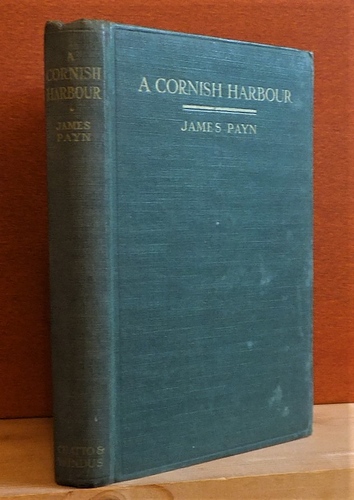 A
CORNISH
HARBOUR
JAMES
PAYN
CHATTO &
WINDUS
A CORNISH HARBOUR
JAMES PAYN